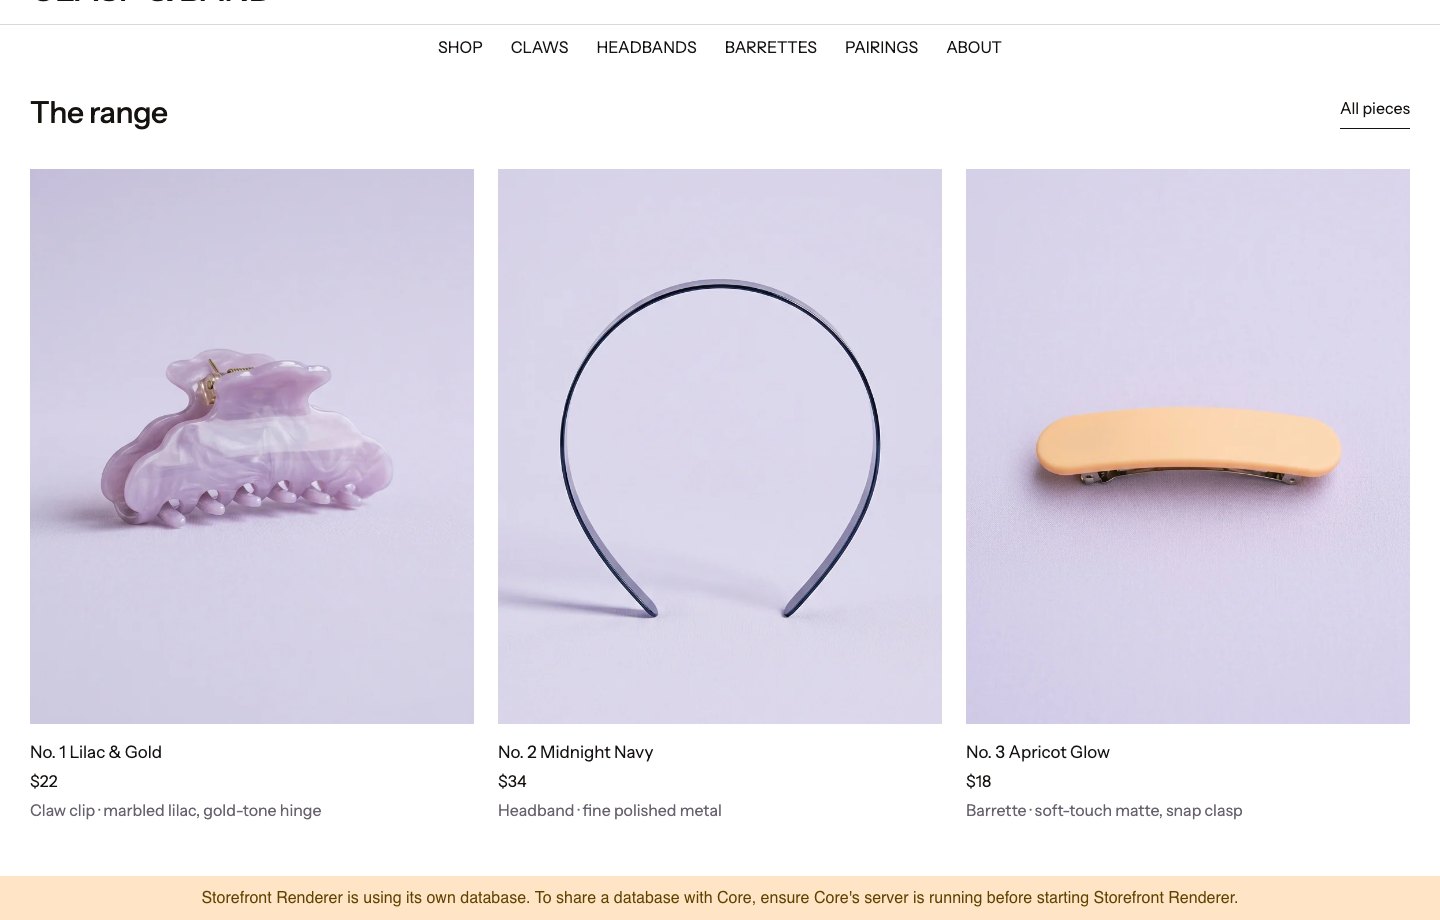 SHOP CLAWS HEADBANDS BARRETTES PAIRINGS ABOUT
The range
All pieces
No. 1 Lilac & Gold
$22
Claw clip · marbled lilac, gold-tone hinge
No. 2 Midnight Navy
$34
Headband · fine polished metal
No. 3 Apricot Glow
$18
Barrette · soft-touch matte, snap clasp
Storefront Renderer is using its own database. To share a database with Core, ensure Core's server is running before starting Storefront Renderer.